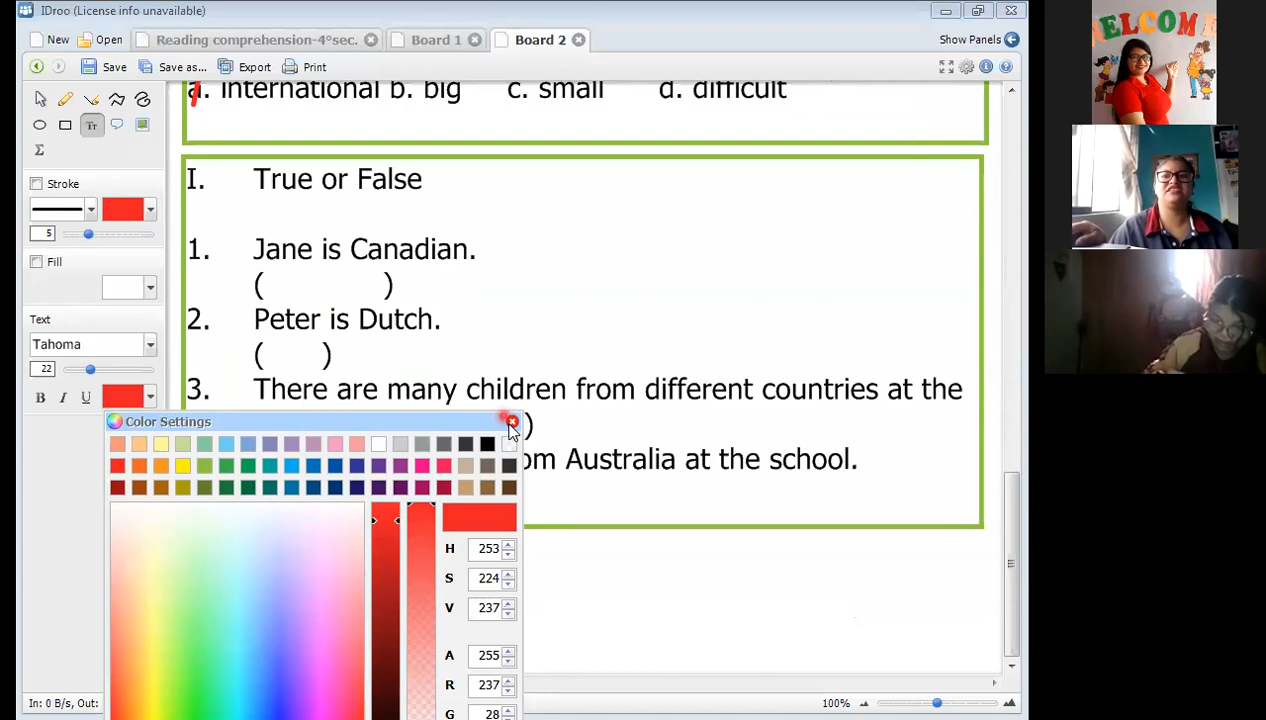 IDroo (License info unavailable)
New Open Reading comprehension-4°sec. Board 1 Board 2 Show Panels
Save Save as... Export Print
a. international b. big c. small d. difficult
I. True or False
1. Jane is Canadian.
( )
2. Peter is Dutch.
( )
3. There are many children from different countries at the
)
om Australia at the school.
Tr
Σ
Stroke
5
Fill
Text
Tahoma
22
B I U
Color Settings
H 253
S 224
V 237
A 255
R 237
G 28
In: 0 B/s, Out:
100%
WELCOME